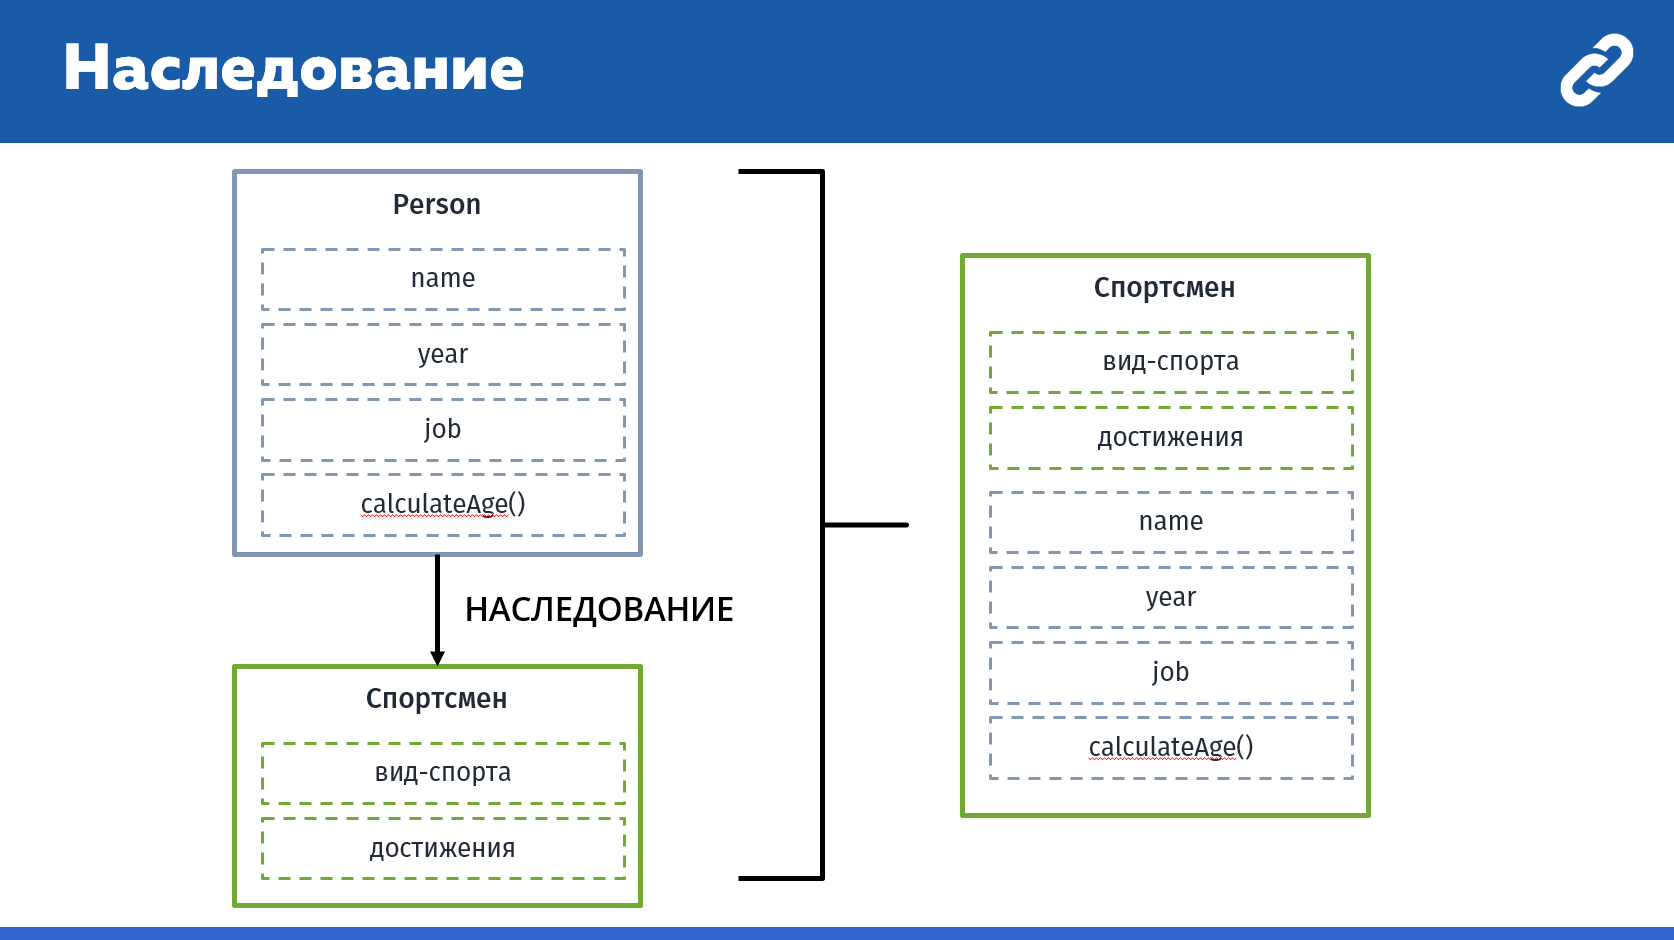 Наследование
Person
name
year
job
calculateAge()
НАСЛЕДОВАНИЕ
Спортсмен
вид-спорта
достижения
Спортсмен
вид-спорта
достижения
name
year
job
calculateAge()